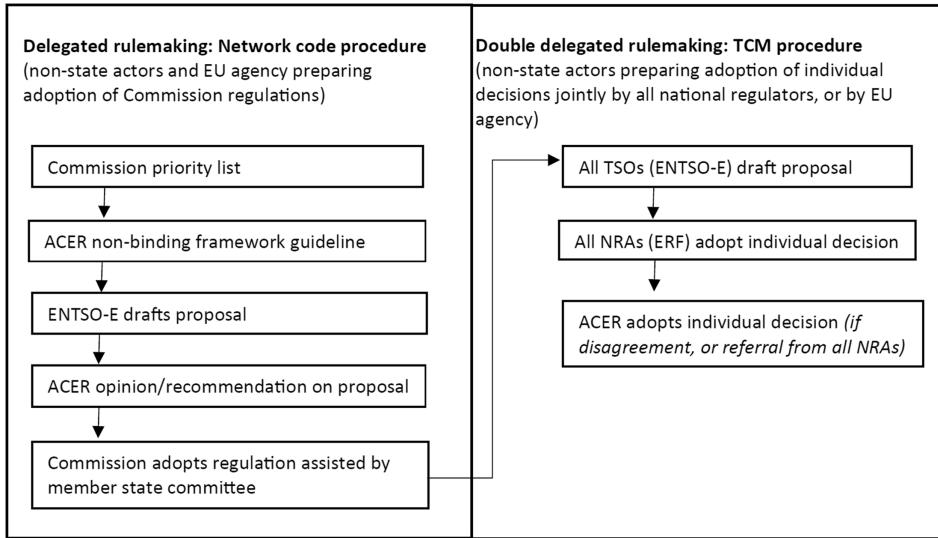 Delegated rulemaking: Network code procedure
(non-state actors and EU agency preparing
adoption of Commission regulations)
Commission priority list
ACER non-binding framework guideline
ENTSO-E drafts proposal
ACER opinion/recommendation on proposal
Commission adopts regulation assisted by
member state committee
Double delegated rulemaking: TCM procedure
(non-state actors preparing adoption of individual
decisions jointly by all national regulators, or by EU
agency)
All TSOs (ENTSO-E) draft proposal
All NRAs (ERF) adopt individual decision
ACER adopts individual decision (if
disagreement, or referral from all NRAs)